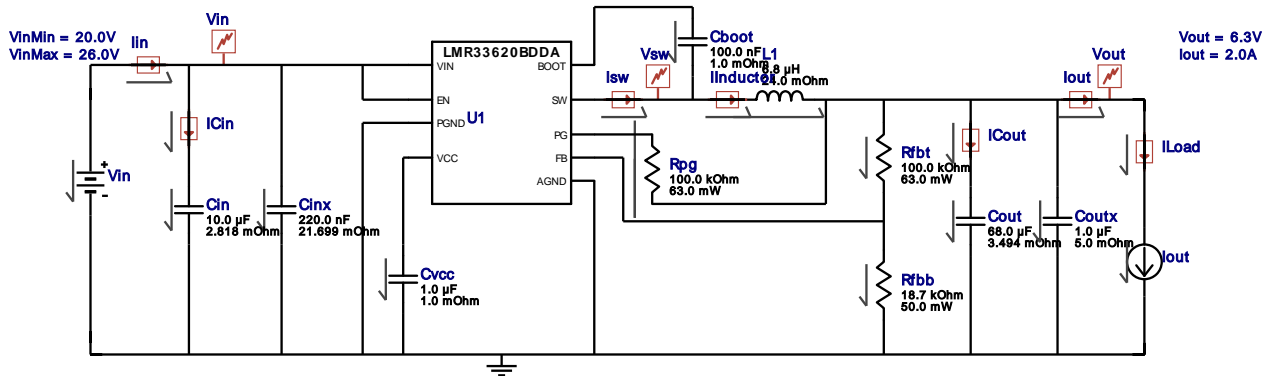 VinMin = 20.0V
VinMax = 26.0V
Iin
Vin
LMR33620BDDA
VIN
EN
PGND
VCC
U1
BOOT
SW
PG
FB
AGND
Cboot
100.0 nF
1.0 mOhm
Isw
Vsw
IInductor
L1
6.8 µH
24.0 mOhm
Vout
Iout
Vout = 6.3V
Iout = 2.0A
ICin
Vin
+
-
Cin
10.0 µF
2.818 mOhm
Cinx
220.0 nF
21.699 mOhm
Cvcc
1.0 µF
1.0 mOhm
Rpg
100.0 kOhm
63.0 mW
Rfbt
100.0 kOhm
63.0 mW
Rfbb
18.7 kOhm
50.0 mW
ICout
Cout
68.0 µF
3.494 mOhm
Coutx
1.0 µF
5.0 mOhm
ILoad
Iout